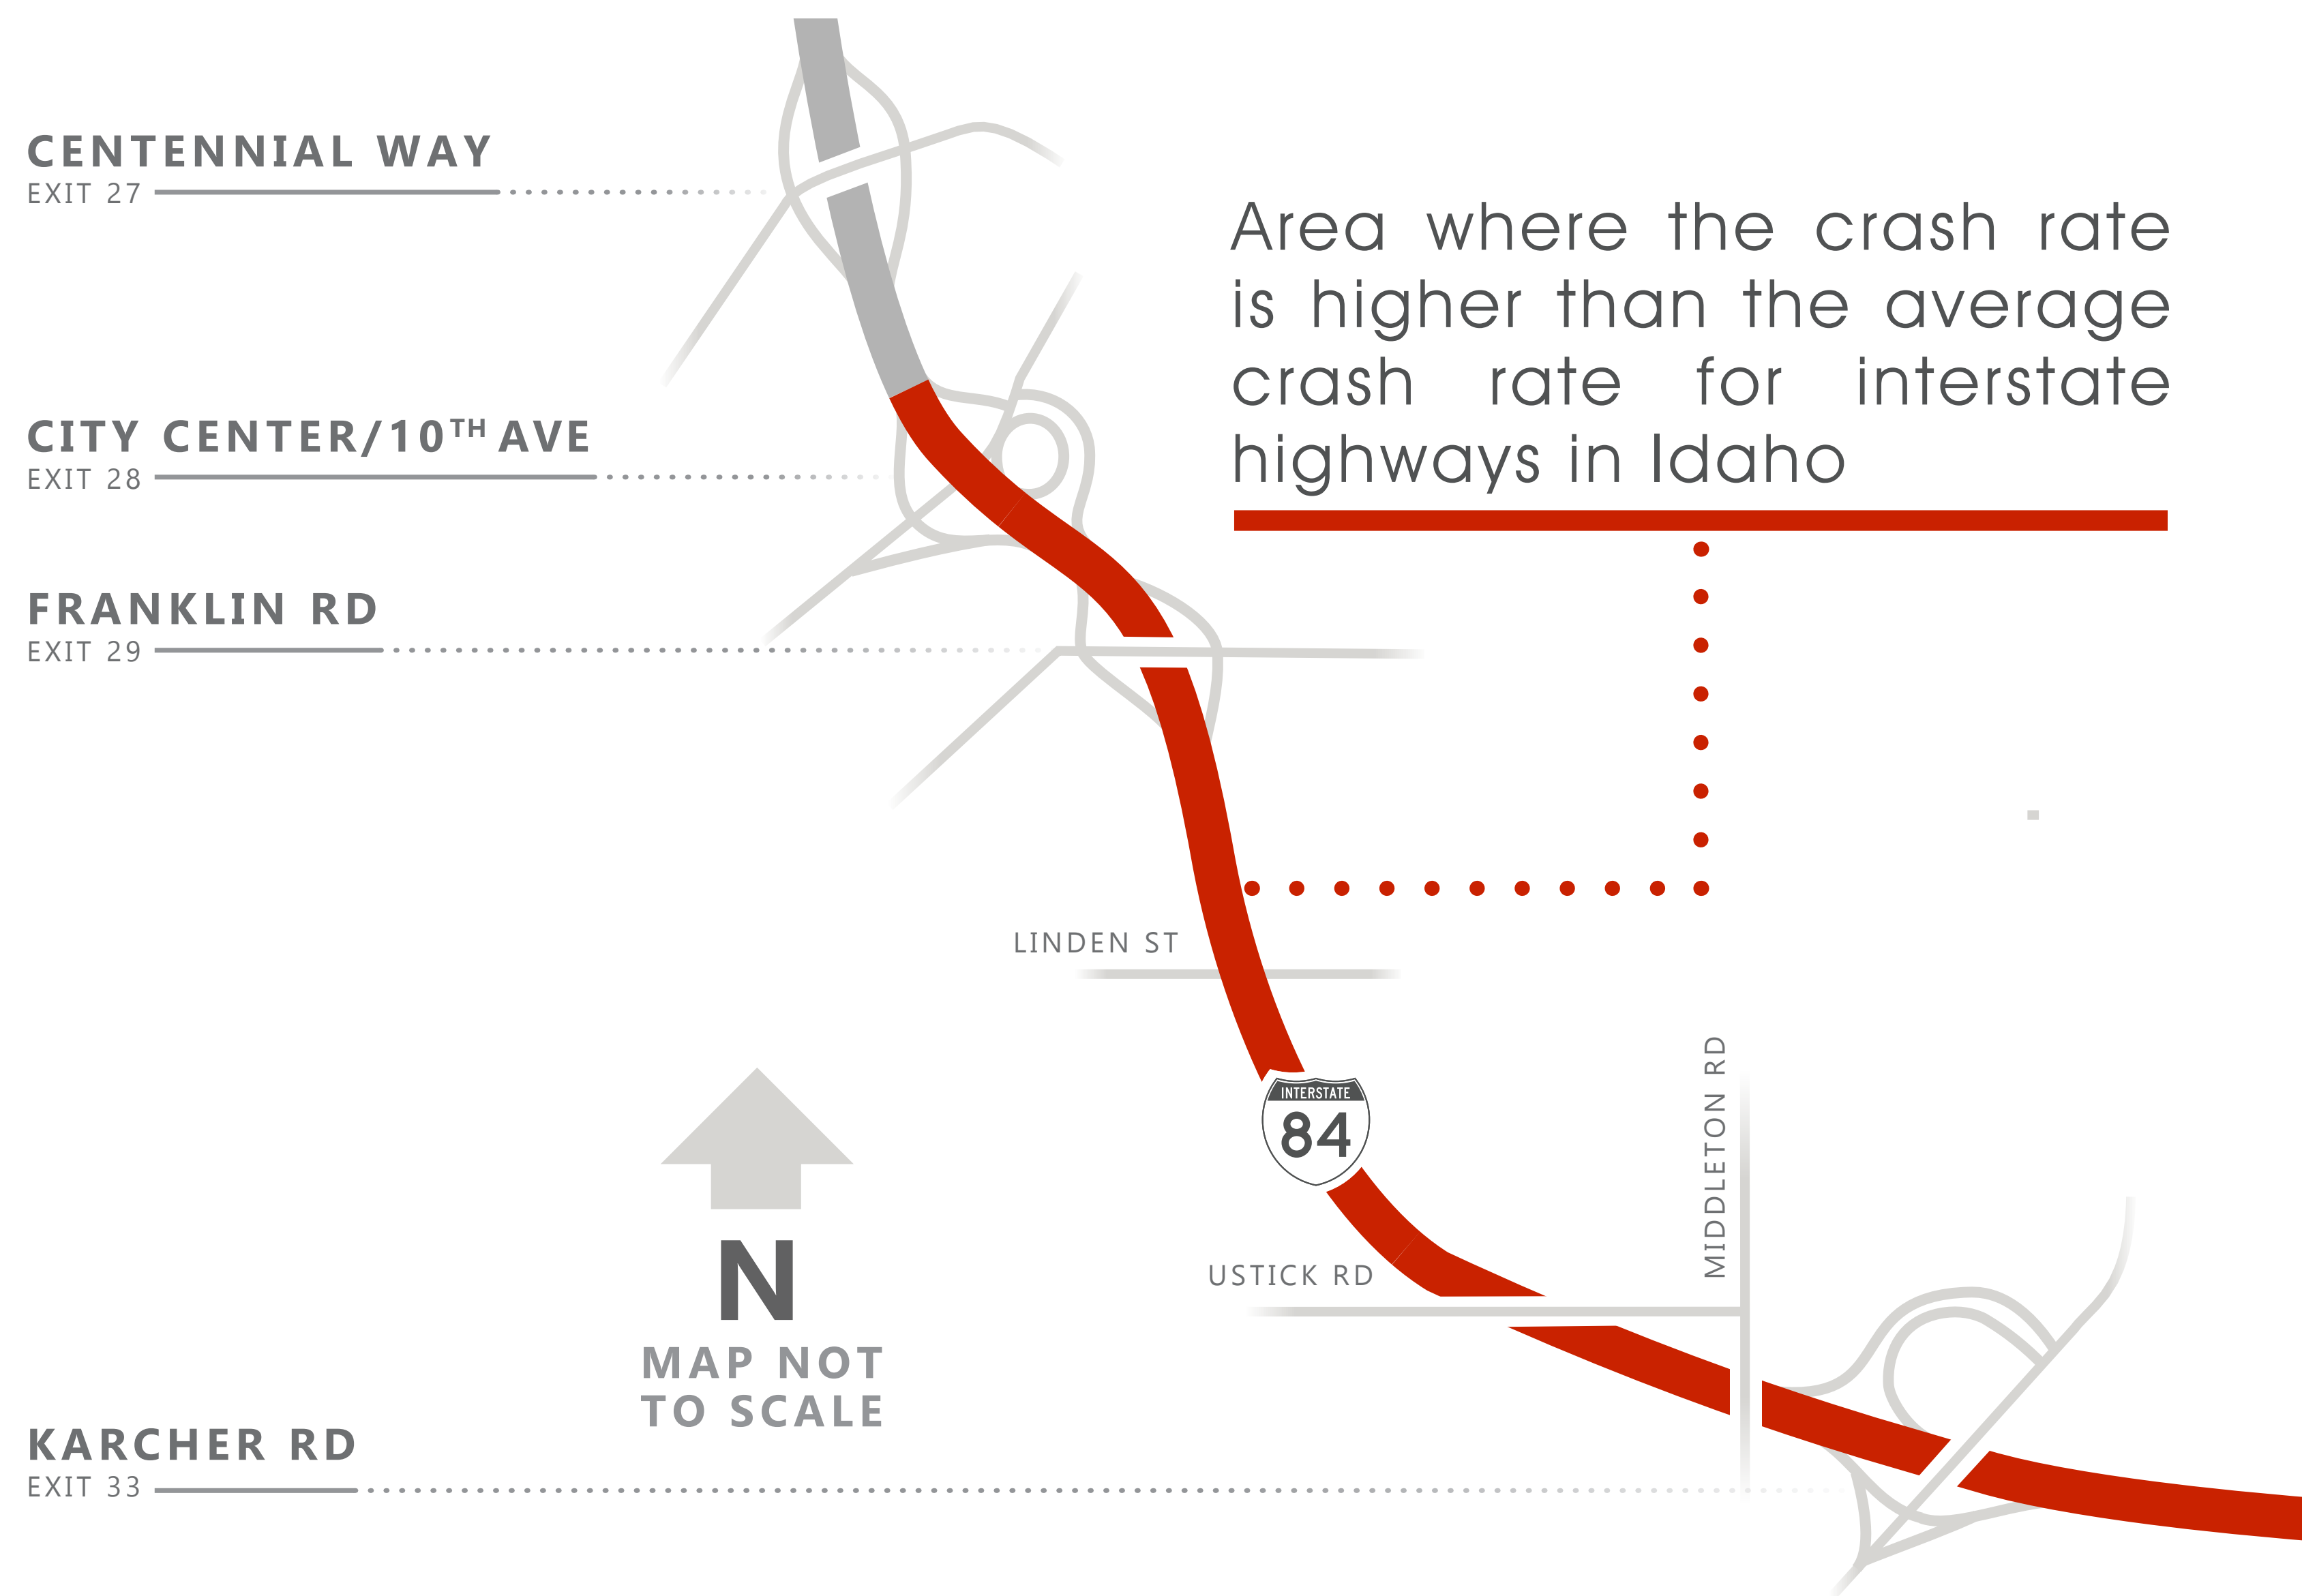 CENTENNIAL WAY
EXIT 27
Area where the crash rate
is higher than the average
crash rate for interstate
highways in Idaho
CITY CENTER/10TH AVE
EXIT 28
FRANKLIN RD
EXIT 29
LINDEN ST
INTERSTATE
84
MIDDLETON RD
USTICK RD
N
MAP NOT
TO SCALE
KARCHER RD
EXIT 33